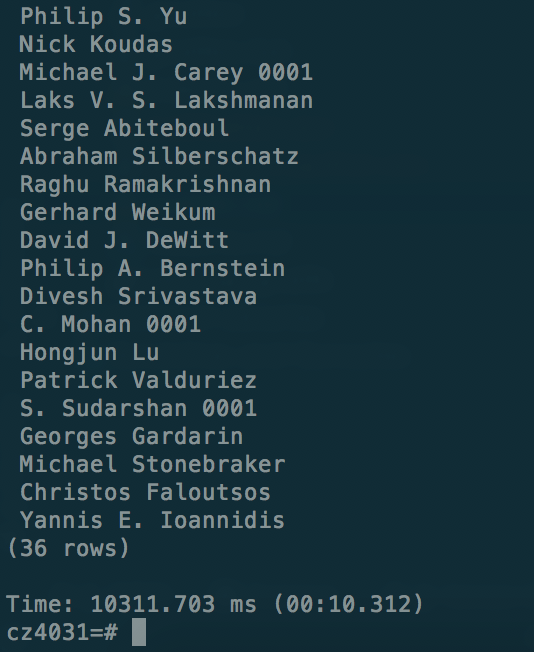 Philip S. Yu
Nick Koudas
Michael J. Carey 0001
Laks V. S. Lakshmanan
Serge Abiteboul
Abraham Silberschatz
Raghu Ramakrishnan
Gerhard Weikum
David J. DeWitt
Philip A. Bernstein
Divesh Srivastava
C. Mohan 0001
Hongjun Lu
Patrick Valduriez
S. Sudarshan 0001
Georges Gardarin
Michael Stonebraker
Christos Faloutsos
Yannis E. Ioannidis
(36 rows)
Time: 10311.703 ms (00:10.312)
cz4031=#